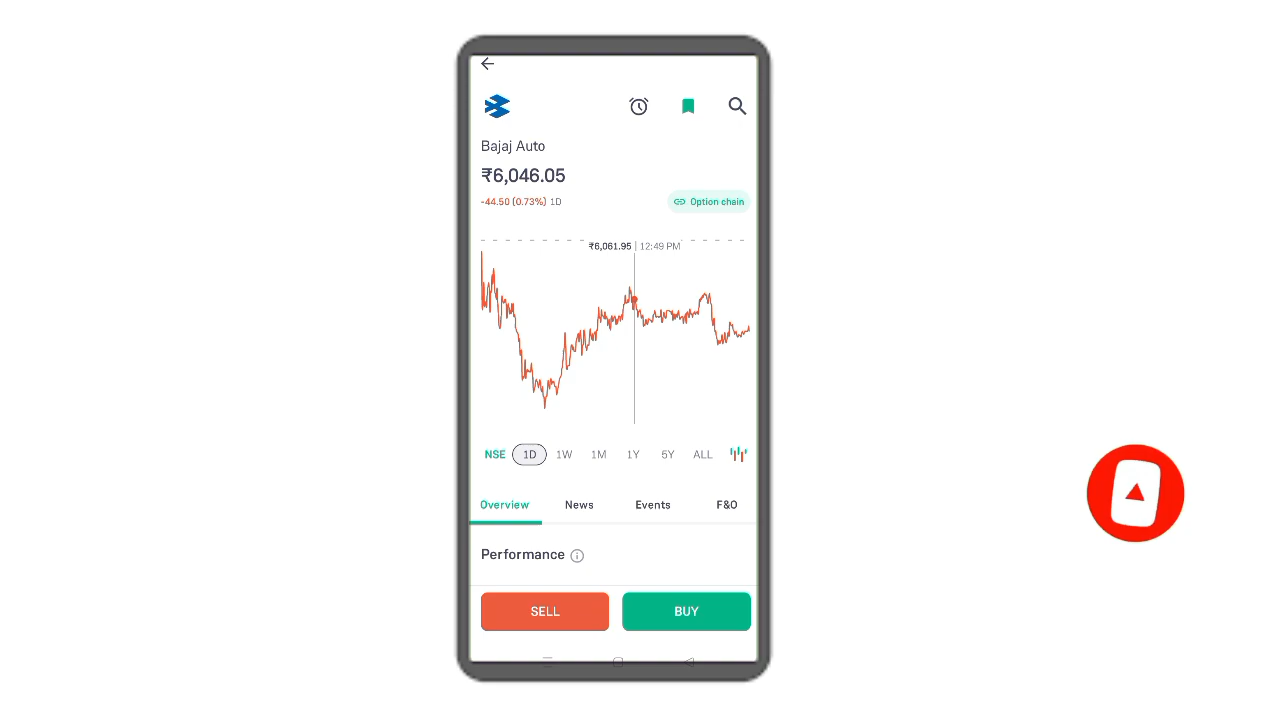 Bajaj Auto
₹6,046.05
-44.50 (0.73%) 1D
Option chain
₹6,061.95 | 12:49 PM
NSE 1D 1W 1M 1Y 5Y ALL
Overview News Events F&O
Performance
SELL BUY